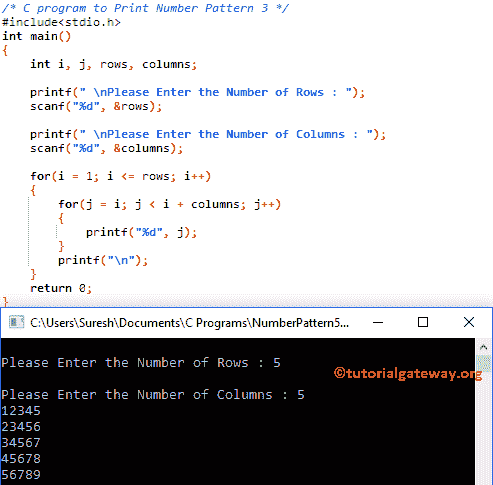 /* C program to Print Number Pattern 3 */
#include<stdio.h>
int main()
{
    int i, j, rows, columns;

    printf(" \nPlease Enter the Number of Rows : ");
    scanf("%d", &rows);

    printf(" \nPlease Enter the Number of Columns : ");
    scanf("%d", &columns);

    for(i = 1; i <= rows; i++)
    {
        for(j = i; j < i + columns; j++)
        {
            printf("%d", j);
        }
        printf("\n");
    }
    return 0;
}
C:\Users\Suresh\Documents\C Programs\NumberPattern5...
Please Enter the Number of Rows : 5
©tutorialgateway.org
Please Enter the Number of Columns : 5
12345
23456
34567
45678
56789